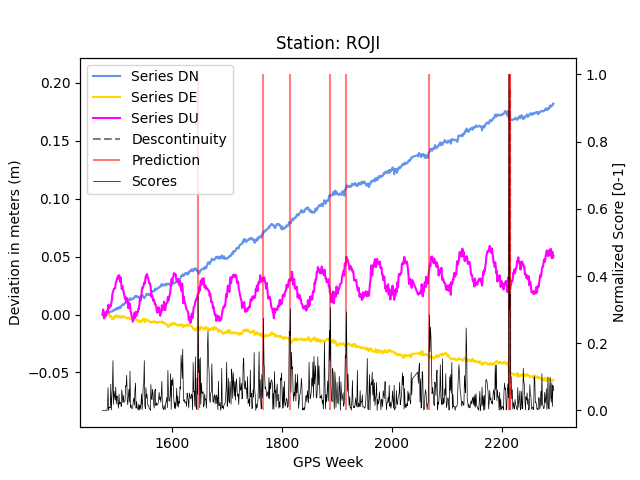 Station: ROJI
Series DN
Series DE
Series DU
Descontinuity
Prediction
Scores
0.20
0.15
0.10
0.05
0.00
−0.05
Deviation in meters (m)
1.0
0.8
0.6
0.4
0.2
0.0
Normalized Score [0-1]
1600 1800 2000 2200
GPS Week